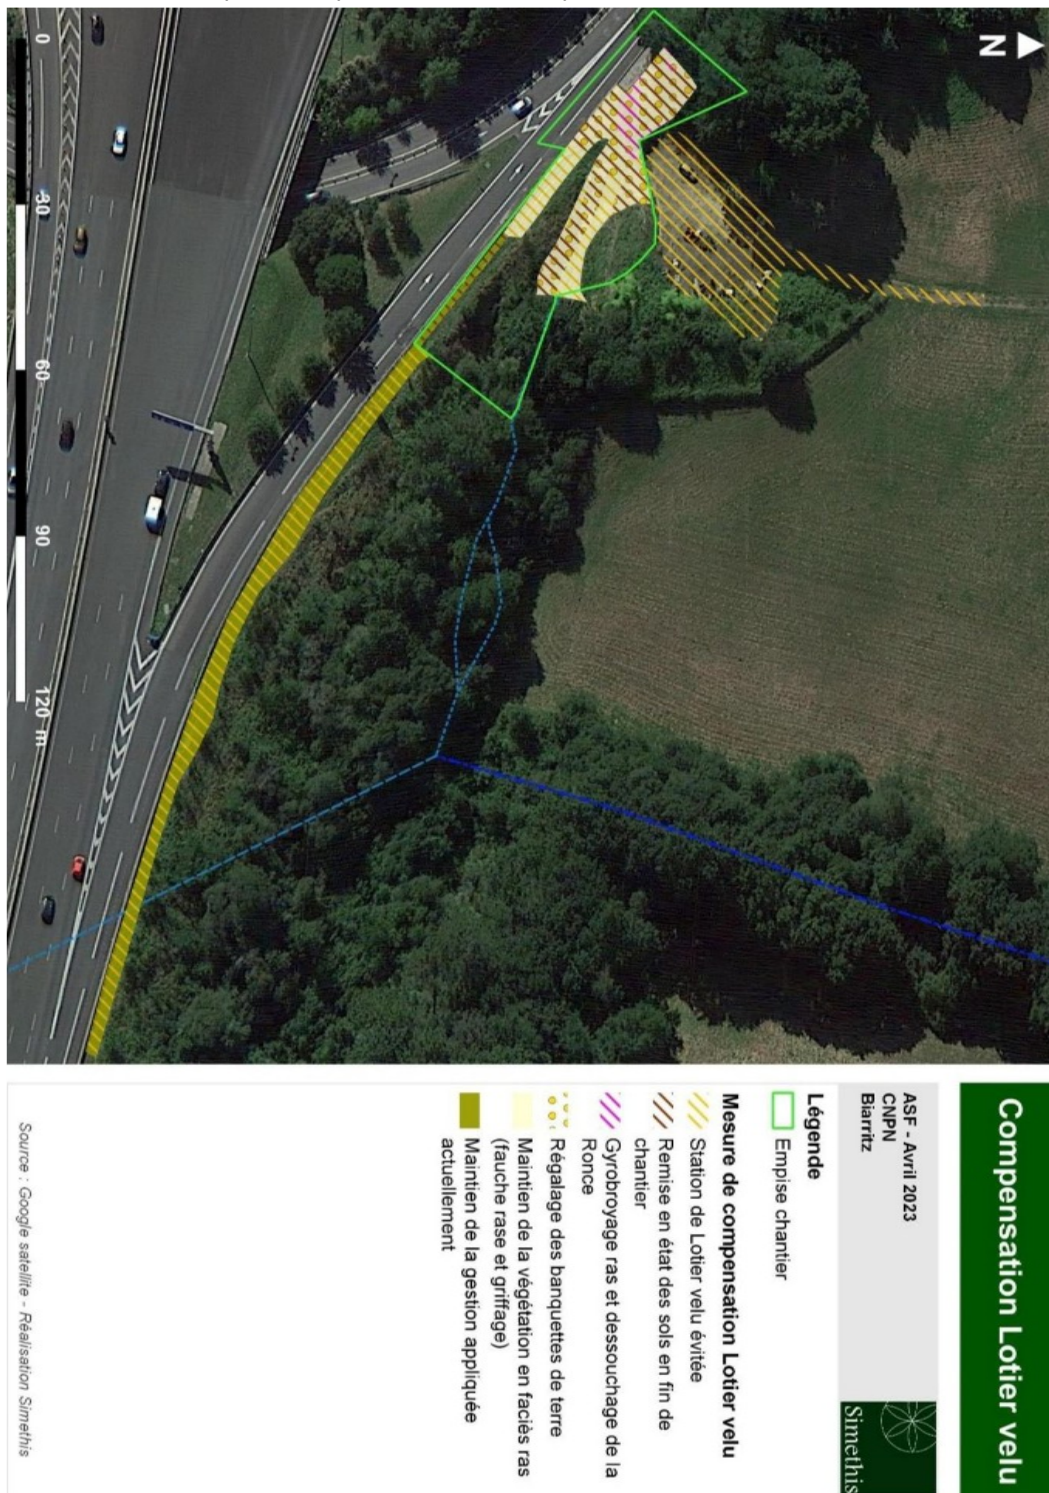 N
0
30
60
90
120 m
Compensation Lotier velu
ASF - Avril 2023
CNPN
Biarritz
Simethis
Légende
Empise chantier
Mesure de compensation Lotier velu
Station de Lotier velu évitée
Remise en état des sols en fin de
chantier
Gyrobroyage ras et dessouchage de la
Ronce
Régalage des banquettes de terre
Maintien de la végétation en faciès ras
(fauche rase et griffage)
Maintien de la gestion appliquée
actuellement
Source : Google satellite - Réalisation Simethis